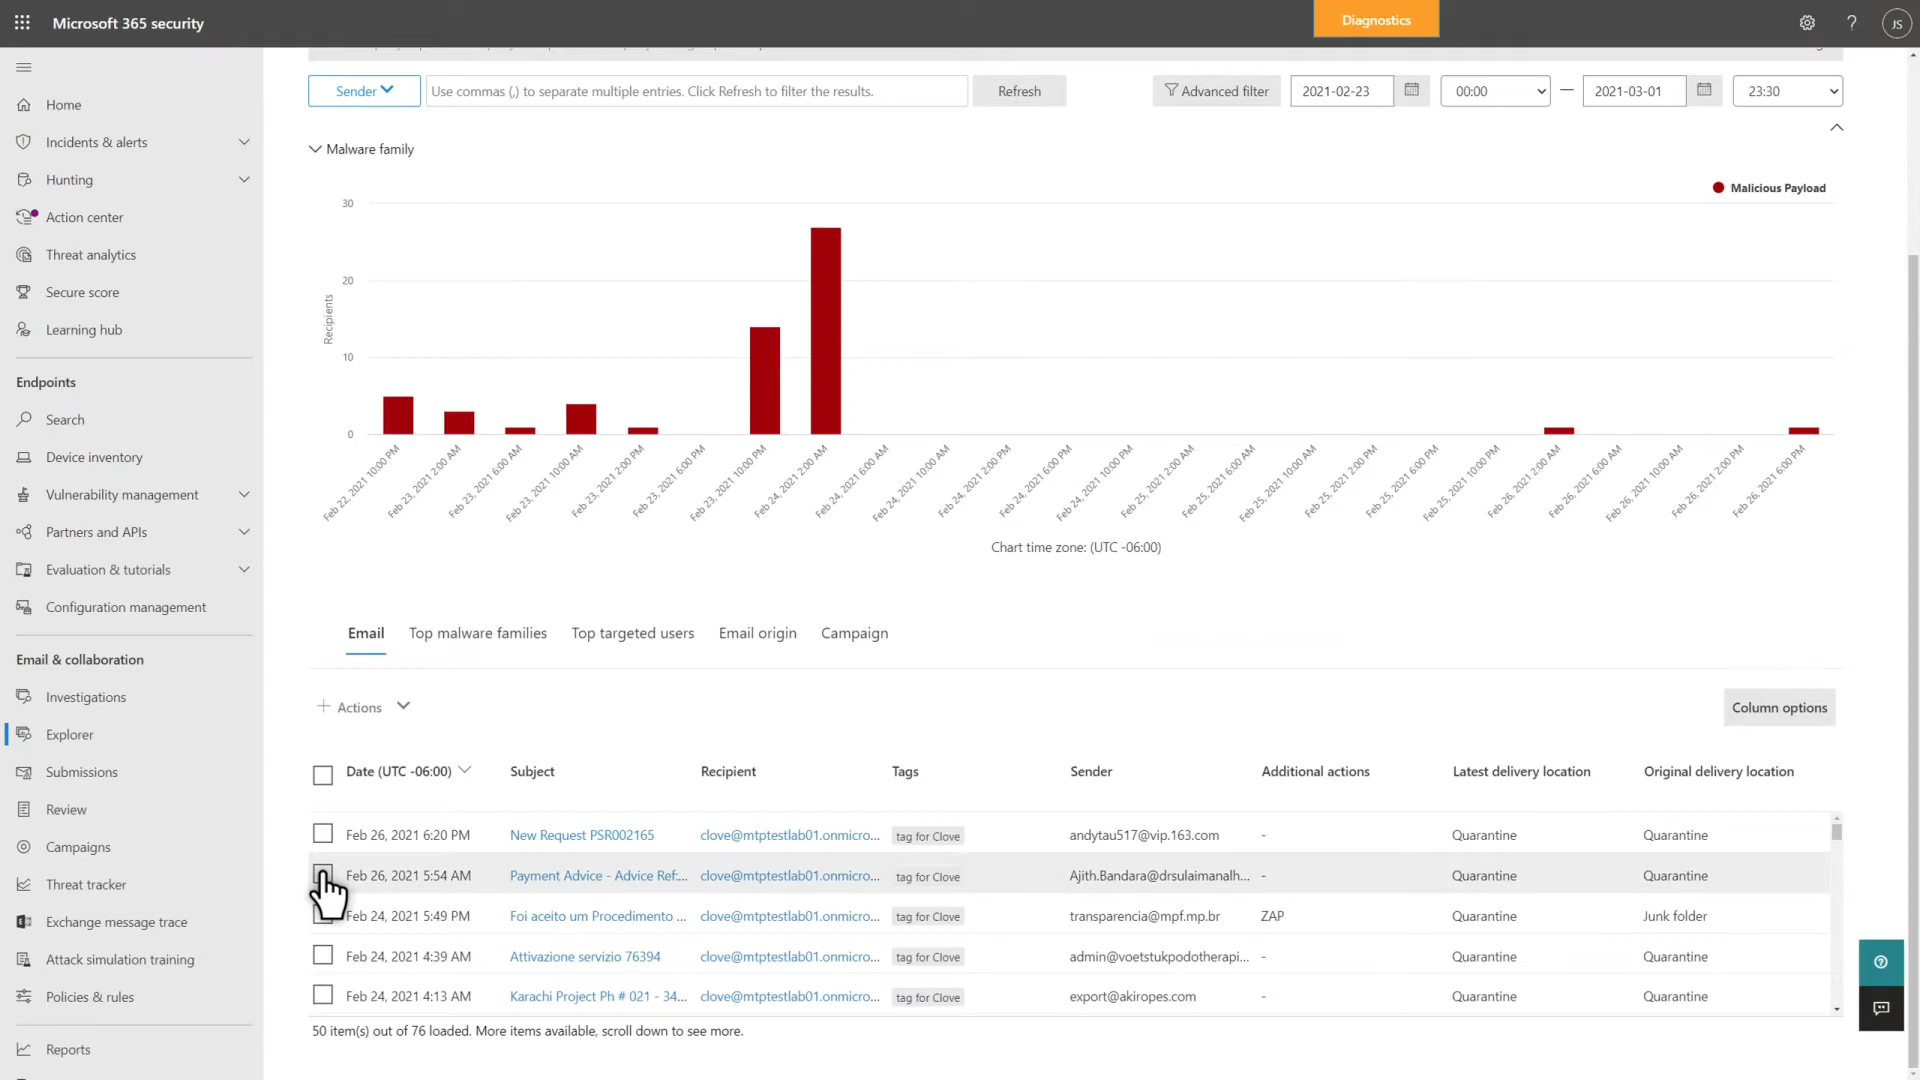 Microsoft 365 security
Diagnostics
?
JS
Sender
Use commas (,) to separate multiple entries. Click Refresh to filter the results.
Refresh
Advanced filter
2021-02-23
00:00
—
2021-03-01
23:30
Home
Incidents & alerts
Hunting
Action center
Threat analytics
Secure score
Learning hub
Endpoints
Search
Device inventory
Vulnerability management
Partners and APIs
Evaluation & tutorials
Configuration management
Email & collaboration
Investigations
Explorer
Submissions
Review
Campaigns
Threat tracker
Exchange message trace
Attack simulation training
Policies & rules
Reports
Malware family
Malicious Payload
30
20
10
0
Recipients
Feb 22, 2021 10:00 PM
Feb 23, 2021 2:00 AM
Feb 23, 2021 6:00 AM
Feb 23, 2021 10:00 AM
Feb 23, 2021 2:00 PM
Feb 23, 2021 6:00 PM
Feb 23, 2021 10:00 PM
Feb 24, 2021 2:00 AM
Feb 24, 2021 6:00 AM
Feb 24, 2021 10:00 AM
Feb 24, 2021 2:00 PM
Feb 24, 2021 6:00 PM
Feb 24, 2021 10:00 PM
Feb 25, 2021 2:00 AM
Feb 25, 2021 6:00 AM
Feb 25, 2021 10:00 AM
Feb 25, 2021 2:00 PM
Feb 25, 2021 6:00 PM
Feb 25, 2021 10:00 PM
Feb 26, 2021 2:00 AM
Feb 26, 2021 6:00 AM
Feb 26, 2021 10:00 AM
Feb 26, 2021 2:00 PM
Feb 26, 2021 6:00 PM
Chart time zone: (UTC -06:00)
Email Top malware families Top targeted users Email origin Campaign
+ Actions
Column options
Date (UTC -06:00) Subject Recipient Tags Sender Additional actions Latest delivery location Original delivery location
Feb 26, 2021 6:20 PM New Request PSR002165 clove@mtptestlab01.onmicro... tag for Clove andytau517@vip.163.com - Quarantine Quarantine
Feb 26, 2021 5:54 AM Payment Advice - Advice Ref:... clove@mtptestlab01.onmicro... tag for Clove Ajith.Bandara@drsulaimanalh... - Quarantine Quarantine
Feb 24, 2021 5:49 PM Foi aceito um Procedimento ... clove@mtptestlab01.onmicro... tag for Clove transparencia@mpf.mp.br ZAP Quarantine Junk folder
Feb 24, 2021 4:39 AM Attivazione servizio 76394 clove@mtptestlab01.onmicro... tag for Clove admin@voetstukpodotherapi... - Quarantine Quarantine
Feb 24, 2021 4:13 AM Karachi Project Ph # 021 - 34... clove@mtptestlab01.onmicro... tag for Clove export@akiropes.com - Quarantine Quarantine
50 item(s) out of 76 loaded. More items available, scroll down to see more.